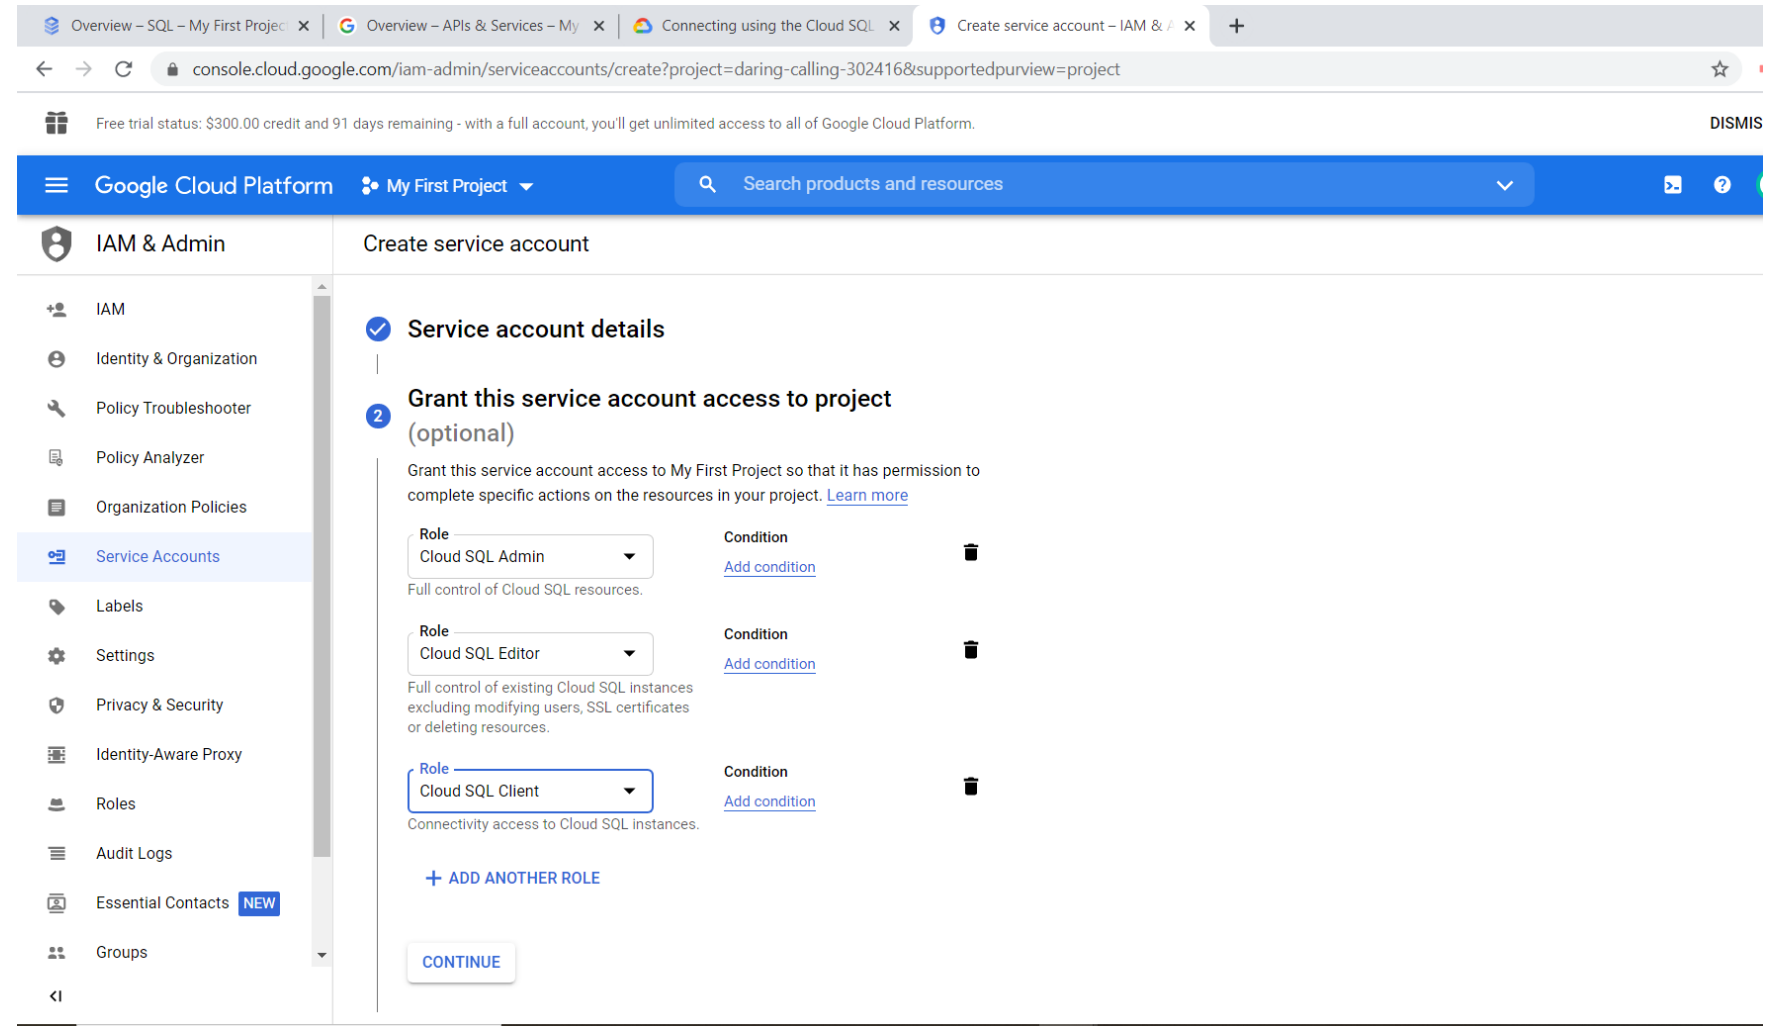 Overview – SQL – My First Projec
Overview – APIs & Services – My
Connecting using the Cloud SQL
Create service account – IAM & A
console.cloud.google.com/iam-admin/serviceaccounts/create?project=daring-calling-302416&supportedpurview=project
Free trial status: $300.00 credit and 91 days remaining - with a full account, you'll get unlimited access to all of Google Cloud Platform.
DISMIS
Google Cloud Platform
My First Project
Search products and resources
IAM & Admin
Create service account
IAM
Identity & Organization
Policy Troubleshooter
Policy Analyzer
Organization Policies
Service Accounts
Labels
Settings
Privacy & Security
Identity-Aware Proxy
Roles
Audit Logs
Essential Contacts NEW
Groups
Service account details
2
Grant this service account access to project
(optional)
Grant this service account access to My First Project so that it has permission to
complete specific actions on the resources in your project. Learn more
Role
Cloud SQL Admin
Condition
Add condition
Full control of Cloud SQL resources.
Role
Cloud SQL Editor
Condition
Add condition
Full control of existing Cloud SQL instances
excluding modifying users, SSL certificates
or deleting resources.
Role
Cloud SQL Client
Condition
Add condition
Connectivity access to Cloud SQL instances.
+ ADD ANOTHER ROLE
CONTINUE